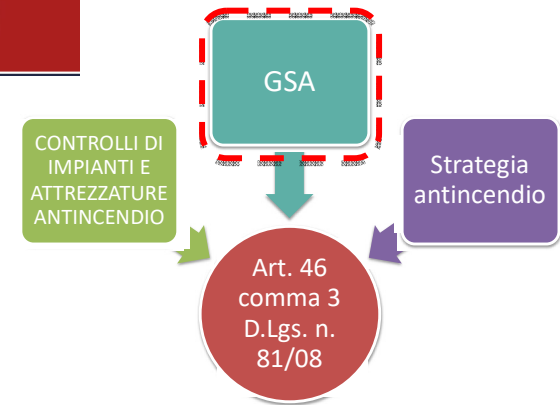 GSA
CONTROLLI DI
IMPIANTI E
ATTREZZATURE
ANTINCENDIO
Strategia
antincendio
Art. 46
comma 3
D.Lgs. n.
81/08